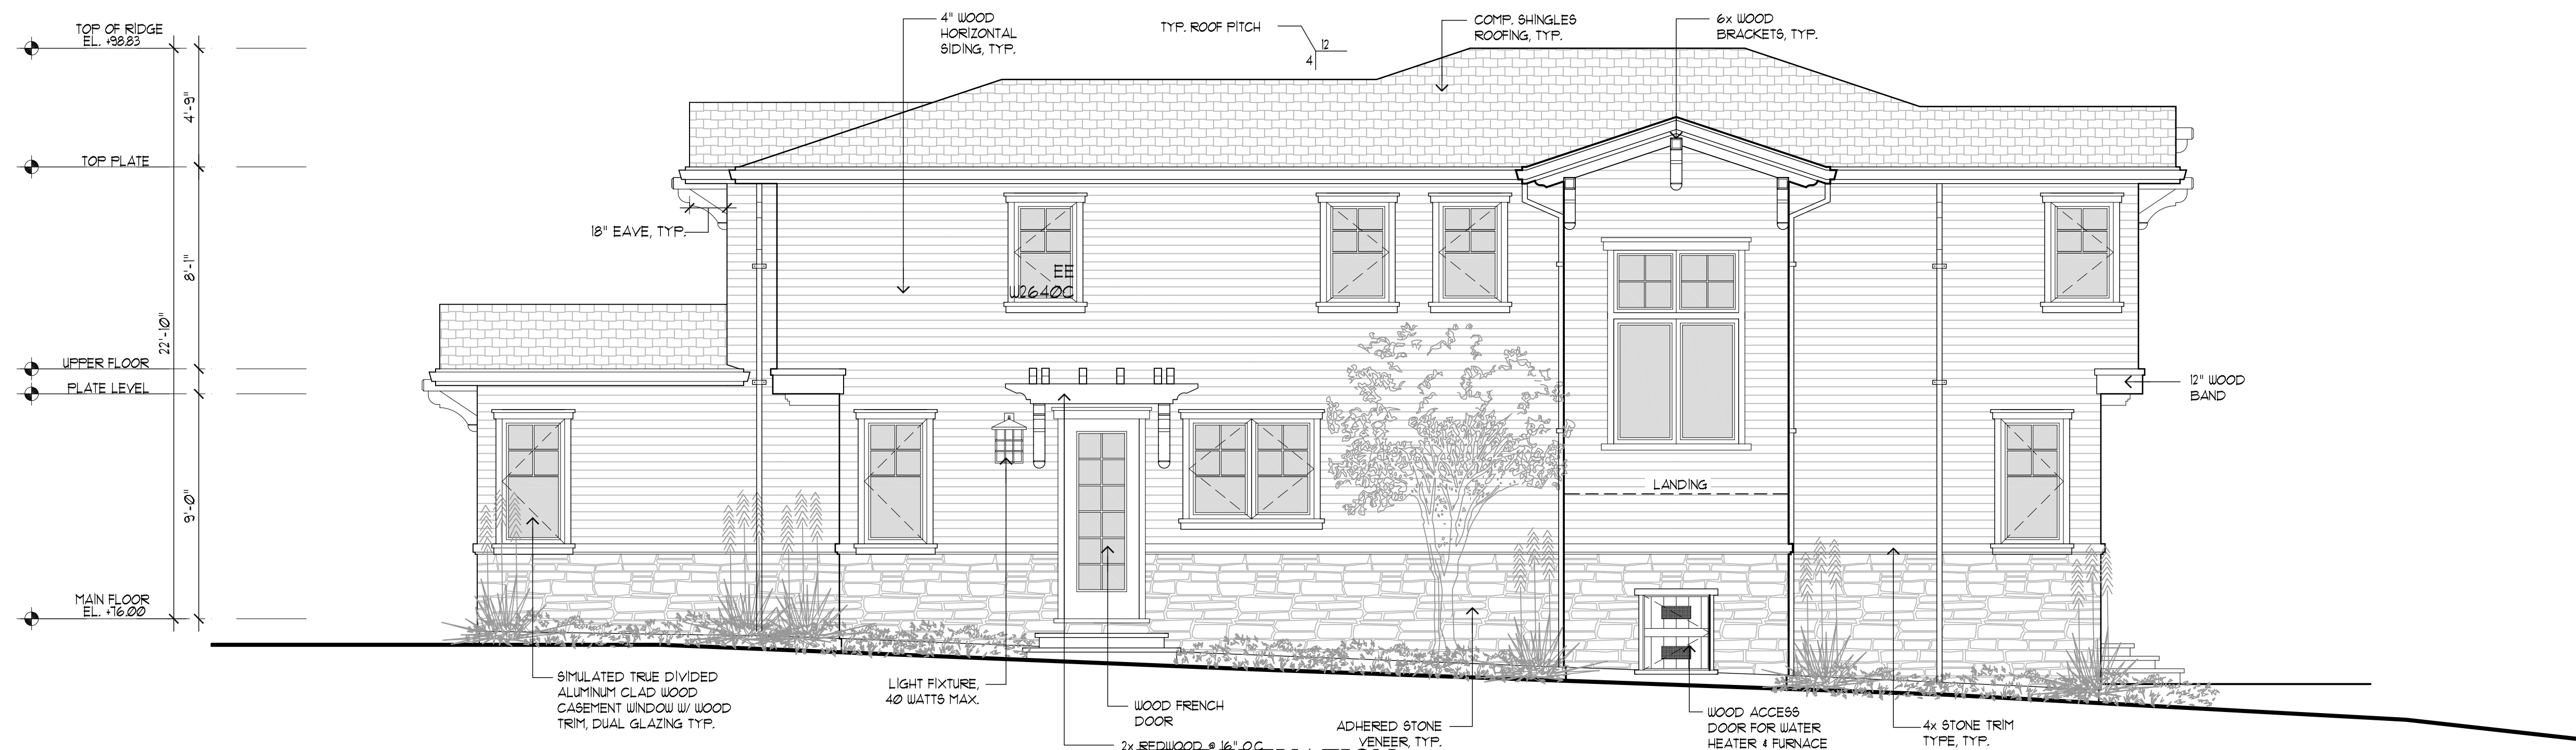 TOP OF RIDGE
EL. +98.83
4" WOOD
HORIZONTAL
SIDING, TYP.
TYP. ROOF PITCH
12
4
COMP. SHINGLES
ROOFING, TYP.
6x WOOD
BRACKETS, TYP.
4'-9"
TOP PLATE
18" EAVE, TYP.
8'-1"
22'-10"
EE
W2640C
UPPER FLOOR
PLATE LEVEL
12" WOOD
BAND
9'-0"
LANDING
MAIN FLOOR
EL. +76.00
SIMULATED TRUE DIVIDED
ALUMINUM CLAD WOOD
CASEMENT WINDOW W/ WOOD
TRIM, DUAL GLAZING TYP.
LIGHT FIXTURE,
40 WATTS MAX.
WOOD FRENCH
DOOR
2x REDWOOD @ 16" O.C.
ADHERED STONE
VENEER, TYP.
WOOD ACCESS
DOOR FOR WATER
HEATER & FURNACE
4x STONE TRIM
TYPE, TYP.